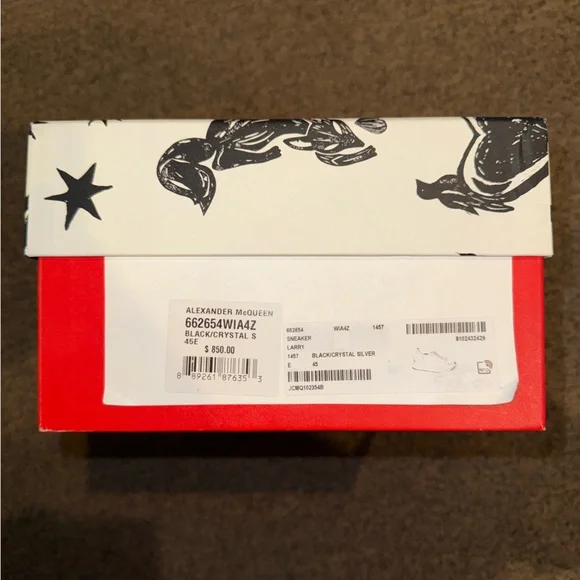 ALEXANDER McQUEEN
662654WIA4Z
BLACK/CRYSTAL S
45E
$ 850.00
8 89261 87635 3
662654 WIA4Z 1457
SNEAKER
LARRY
1457 BLACK/CRYSTAL SILVER
E 45
JCMQ102354B
8102432429